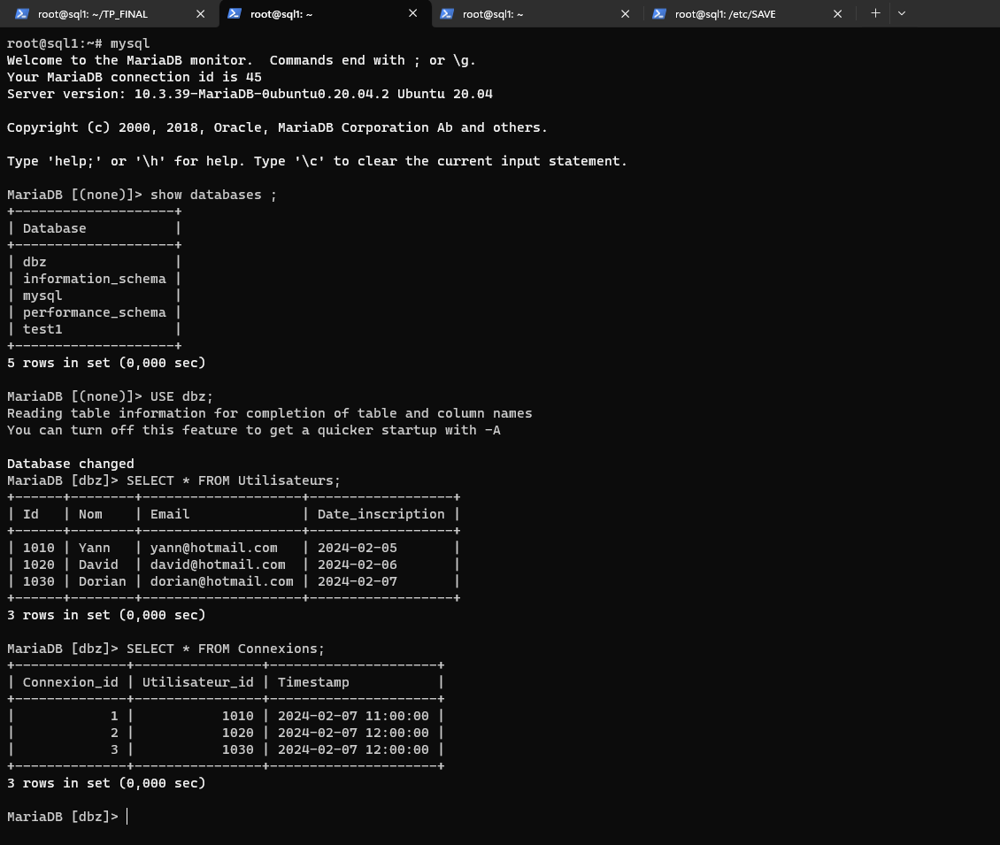 root@sql1: ~/TP_FINAL
root@sql1: ~
root@sql1: ~
root@sql1: /etc/SAVE
root@sql1:~# mysql
Welcome to the MariaDB monitor.  Commands end with ; or \g.
Your MariaDB connection id is 45
Server version: 10.3.39-MariaDB-0ubuntu0.20.04.2 Ubuntu 20.04

Copyright (c) 2000, 2018, Oracle, MariaDB Corporation Ab and others.

Type 'help;' or '\h' for help. Type '\c' to clear the current input statement.

MariaDB [(none)]> show databases ;
+--------------------+
| Database           |
+--------------------+
| dbz                |
| information_schema |
| mysql              |
| performance_schema |
| test1              |
+--------------------+
5 rows in set (0,000 sec)

MariaDB [(none)]> USE dbz;
Reading table information for completion of table and column names
You can turn off this feature to get a quicker startup with -A

Database changed
MariaDB [dbz]> SELECT * FROM Utilisateurs;
+------+--------+--------------------+------------------+
| Id   | Nom    | Email              | Date_inscription |
+------+--------+--------------------+------------------+
| 1010 | Yann   | yann@hotmail.com   | 2024-02-05       |
| 1020 | David  | david@hotmail.com  | 2024-02-06       |
| 1030 | Dorian | dorian@hotmail.com | 2024-02-07       |
+------+--------+--------------------+------------------+
3 rows in set (0,000 sec)

MariaDB [dbz]> SELECT * FROM Connexions;
+--------------+----------------+---------------------+
| Connexion_id | Utilisateur_id | Timestamp           |
+--------------+----------------+---------------------+
|            1 |           1010 | 2024-02-07 11:00:00 |
|            2 |           1020 | 2024-02-07 12:00:00 |
|            3 |           1030 | 2024-02-07 12:00:00 |
+--------------+----------------+---------------------+
3 rows in set (0,000 sec)

MariaDB [dbz]>